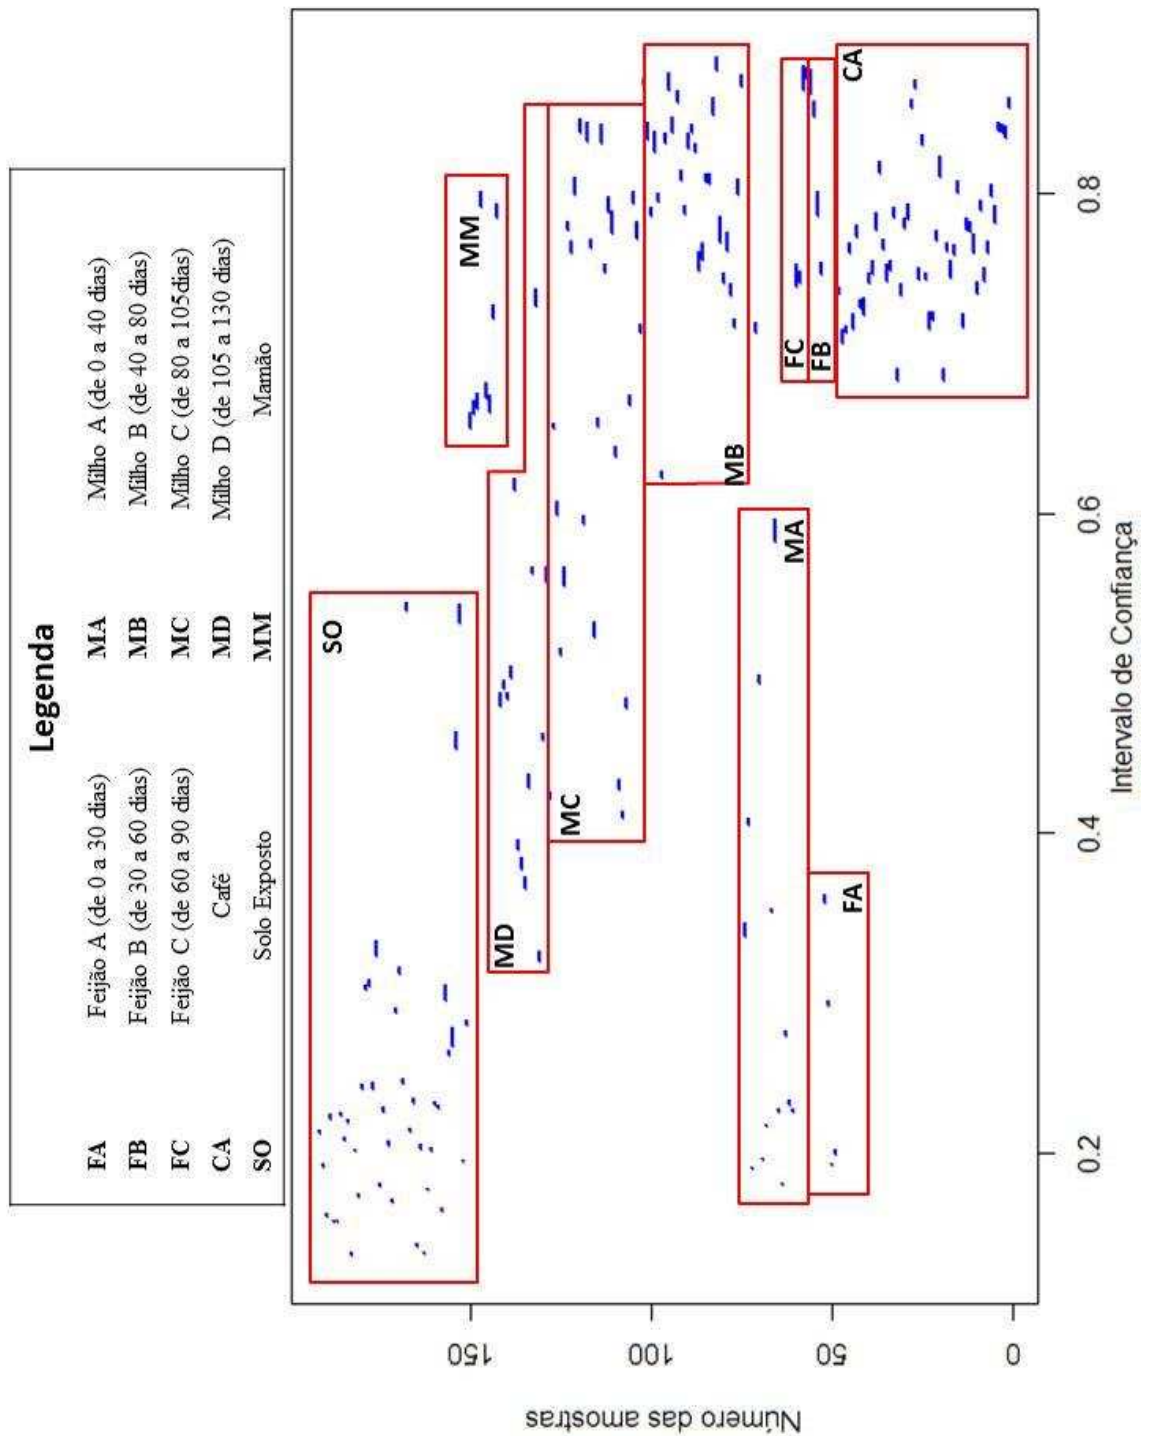 Legenda
FA Feijão A (de 0 a 30 dias) MA Milho A (de 0 a 40 dias)
FB Feijão B (de 30 a 60 dias) MB Milho B (de 40 a 80 dias)
FC Feijão C (de 60 a 90 dias) MC Milho C (de 80 a 105dias)
CA Café MD Milho D (de 105 a 130 dias)
SO Solo Exposto MM Mamão
SO
MM
MD
MC
MB
MA
FC
FB
FA
CA
150
100
50
0
Número das amostras
0.2 0.4 0.6 0.8
Intervalo de Confiança